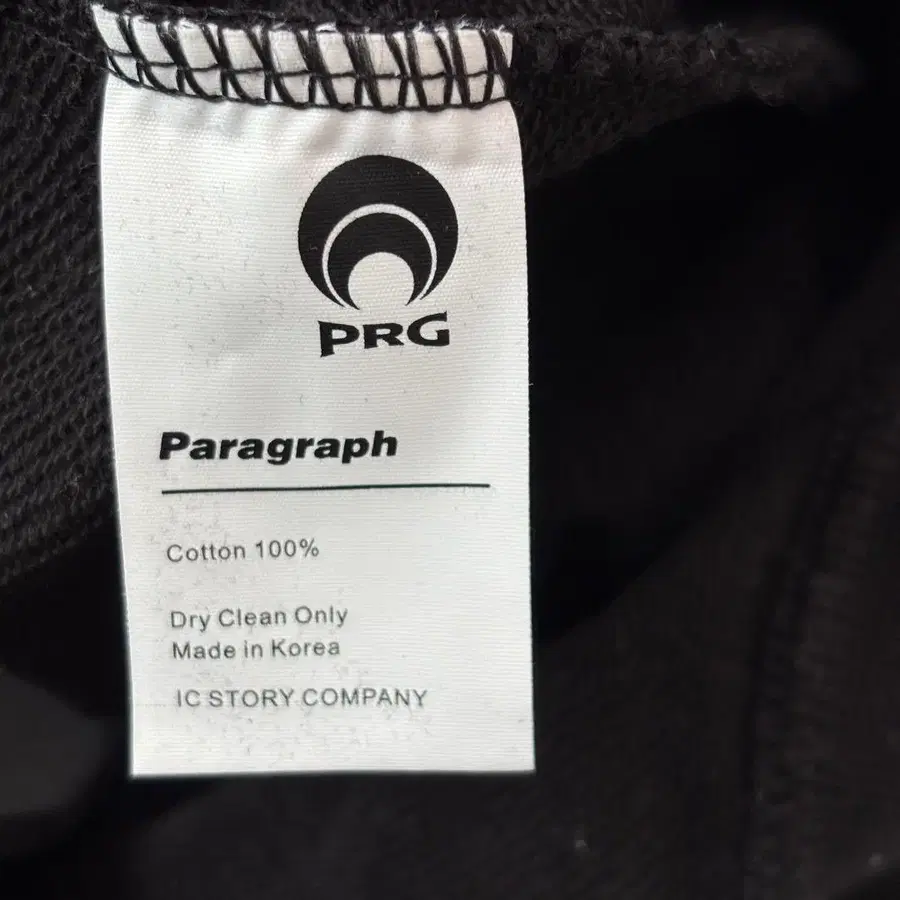 PRG
Paragraph
Cotton 100%
Dry Clean Only
Made in Korea
IC STORY COMPANY